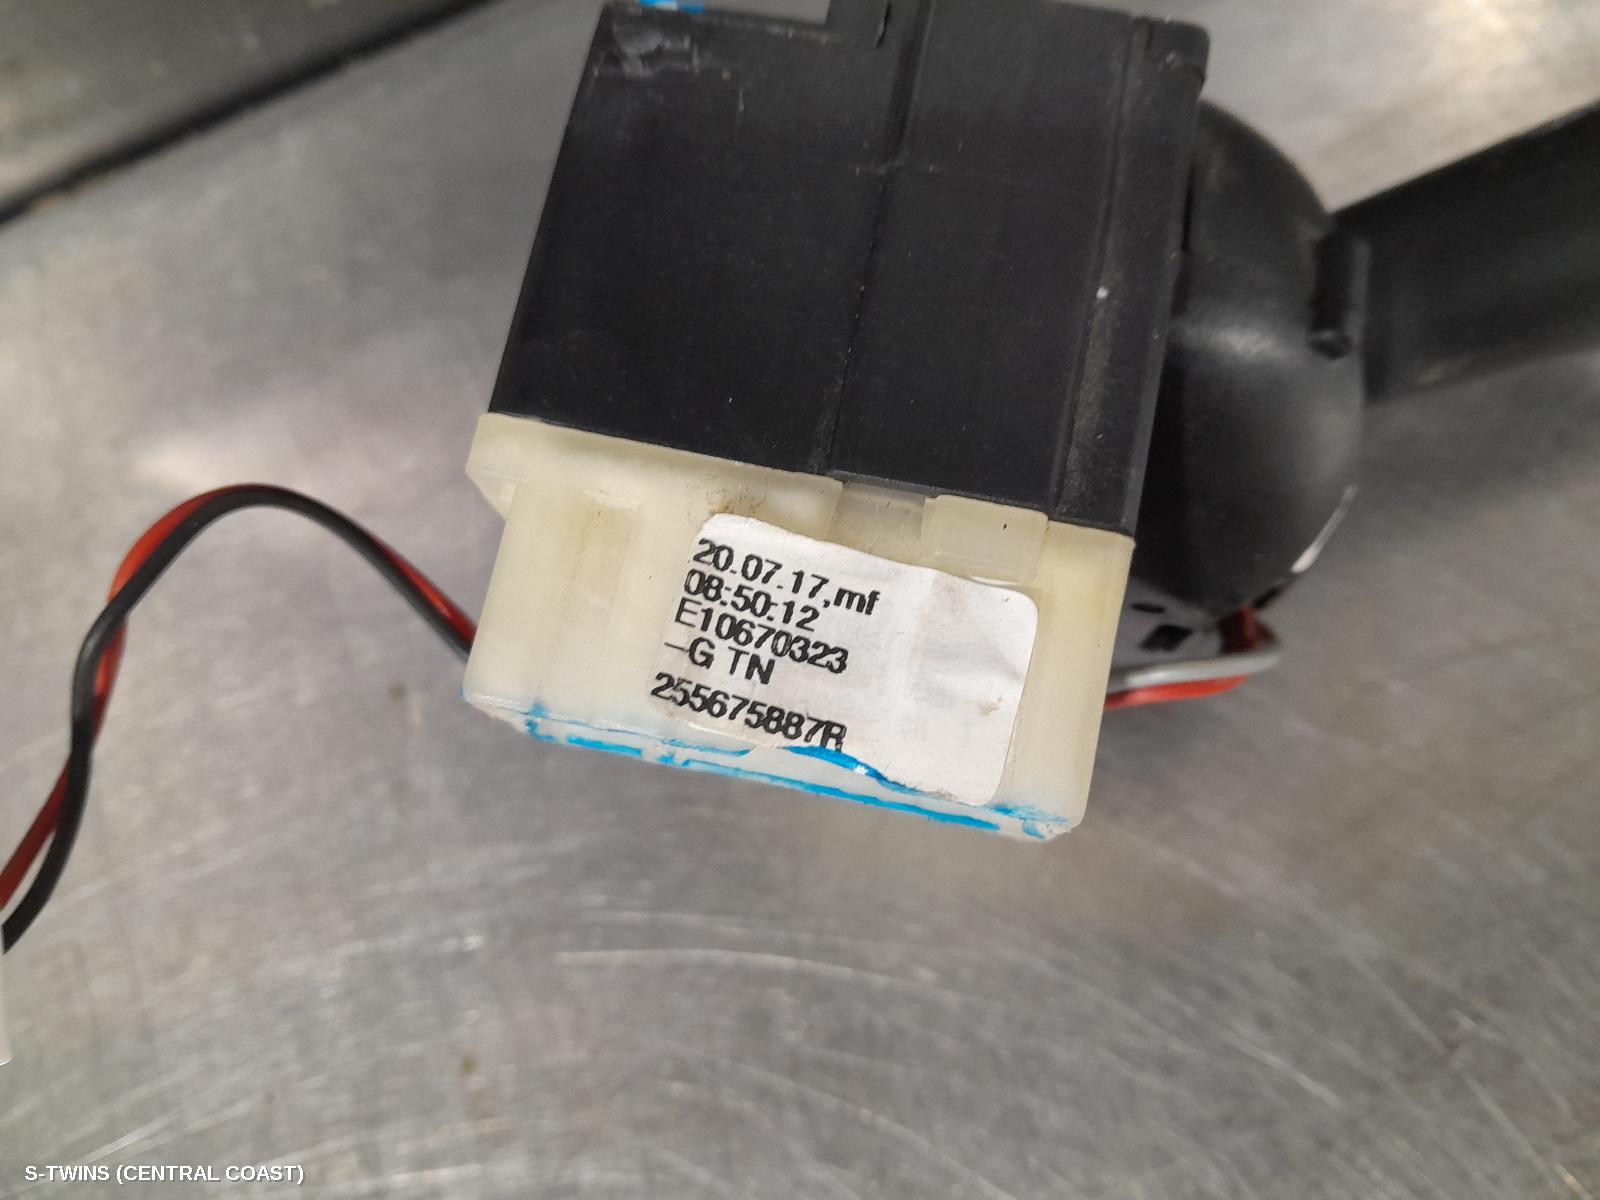 20.07.17,mf
08:50:12
E10670323
-G TN
255675887R
S-TWINS (CENTRAL COAST)